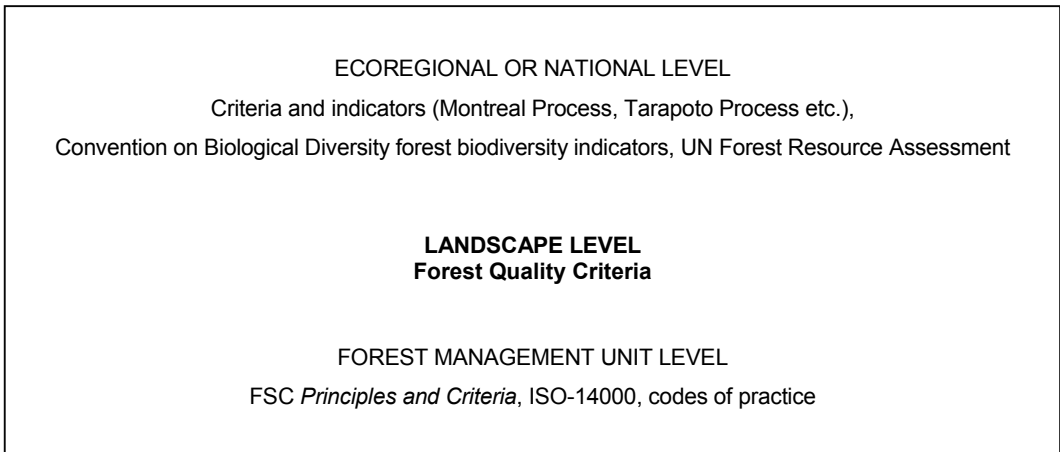 ECOREGIONAL OR NATIONAL LEVEL
Criteria and indicators (Montreal Process, Tarapoto Process etc.),
Convention on Biological Diversity forest biodiversity indicators, UN Forest Resource Assessment
LANDSCAPE LEVEL
Forest Quality Criteria
FOREST MANAGEMENT UNIT LEVEL
FSC Principles and Criteria, ISO-14000, codes of practice